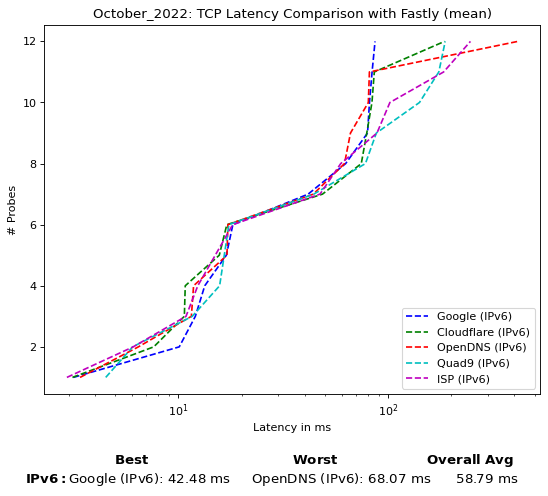 October_2022: TCP Latency Comparison with Fastly (mean)
12
10
8
6
4
2
# Probes
Google (IPv6)
Cloudflare (IPv6)
OpenDNS (IPv6)
Quad9 (IPv6)
ISP (IPv6)
10¹ 10²
Latency in ms
Best Worst Overall Avg
IPv6: Google (IPv6): 42.48 ms OpenDNS (IPv6): 68.07 ms 58.79 ms